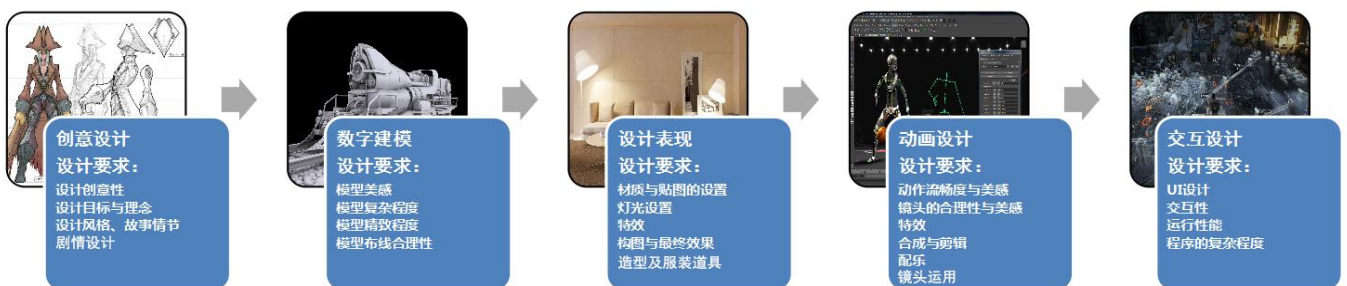 创意设计
设计要求：
设计创意性
设计目标与理念
设计风格、故事情节
剧情设计
数字建模
设计要求：
模型美感
模型复杂程度
模型精致程度
模型布线合理性
设计表现
设计要求：
材质与贴图的设置
灯光设置
特效
构图与最终效果
造型及服装道具
动画设计
设计要求：
动作流畅度与美感
镜头的合理性与美感
特效
合成与剪辑
配乐
镜头运用
交互设计
设计要求：
UI设计
交互性
运行性能
程序的复杂程度